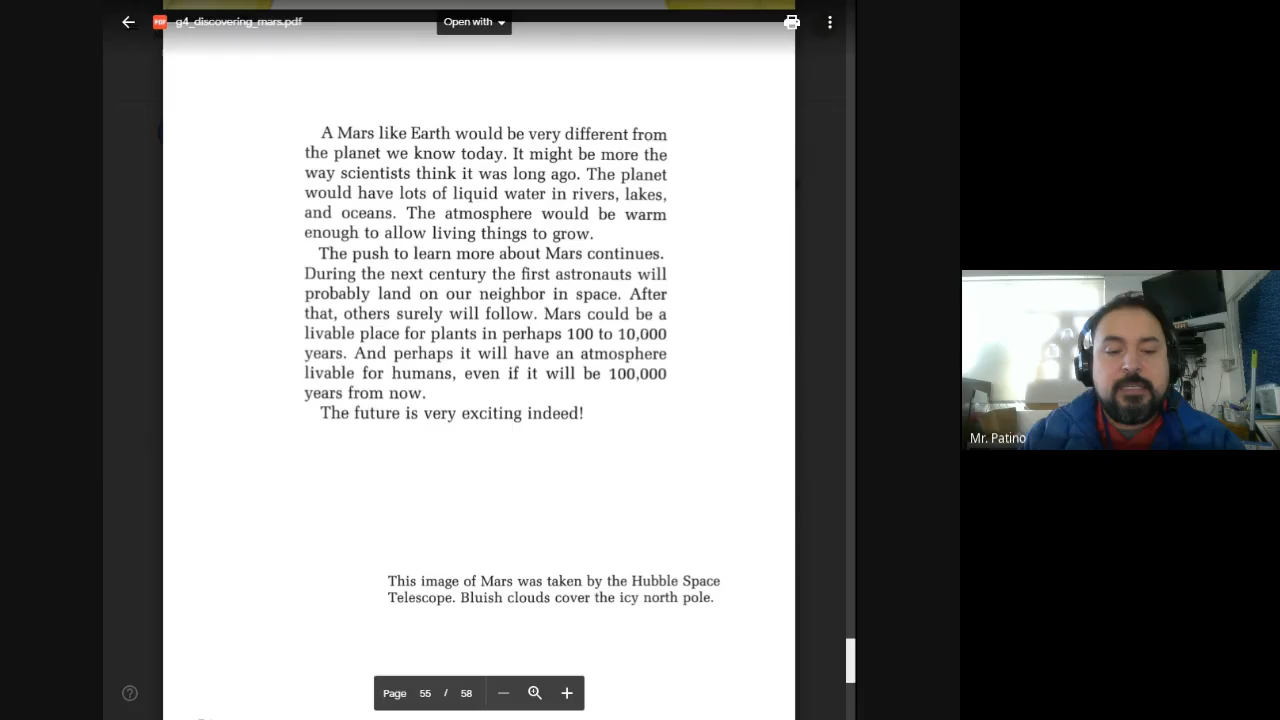 g4_discovering_mars.pdf
Open with
A Mars like Earth would be very different from
the planet we know today. It might be more the
way scientists think it was long ago. The planet
would have lots of liquid water in rivers, lakes,
and oceans. The atmosphere would be warm
enough to allow living things to grow.
The push to learn more about Mars continues.
During the next century the first astronauts will
probably land on our neighbor in space. After
that, others surely will follow. Mars could be a
livable place for plants in perhaps 100 to 10,000
years. And perhaps it will have an atmosphere
livable for humans, even if it will be 100,000
years from now.
The future is very exciting indeed!
This image of Mars was taken by the Hubble Space
Telescope. Bluish clouds cover the icy north pole.
Page 55 / 58
Mr. Patino